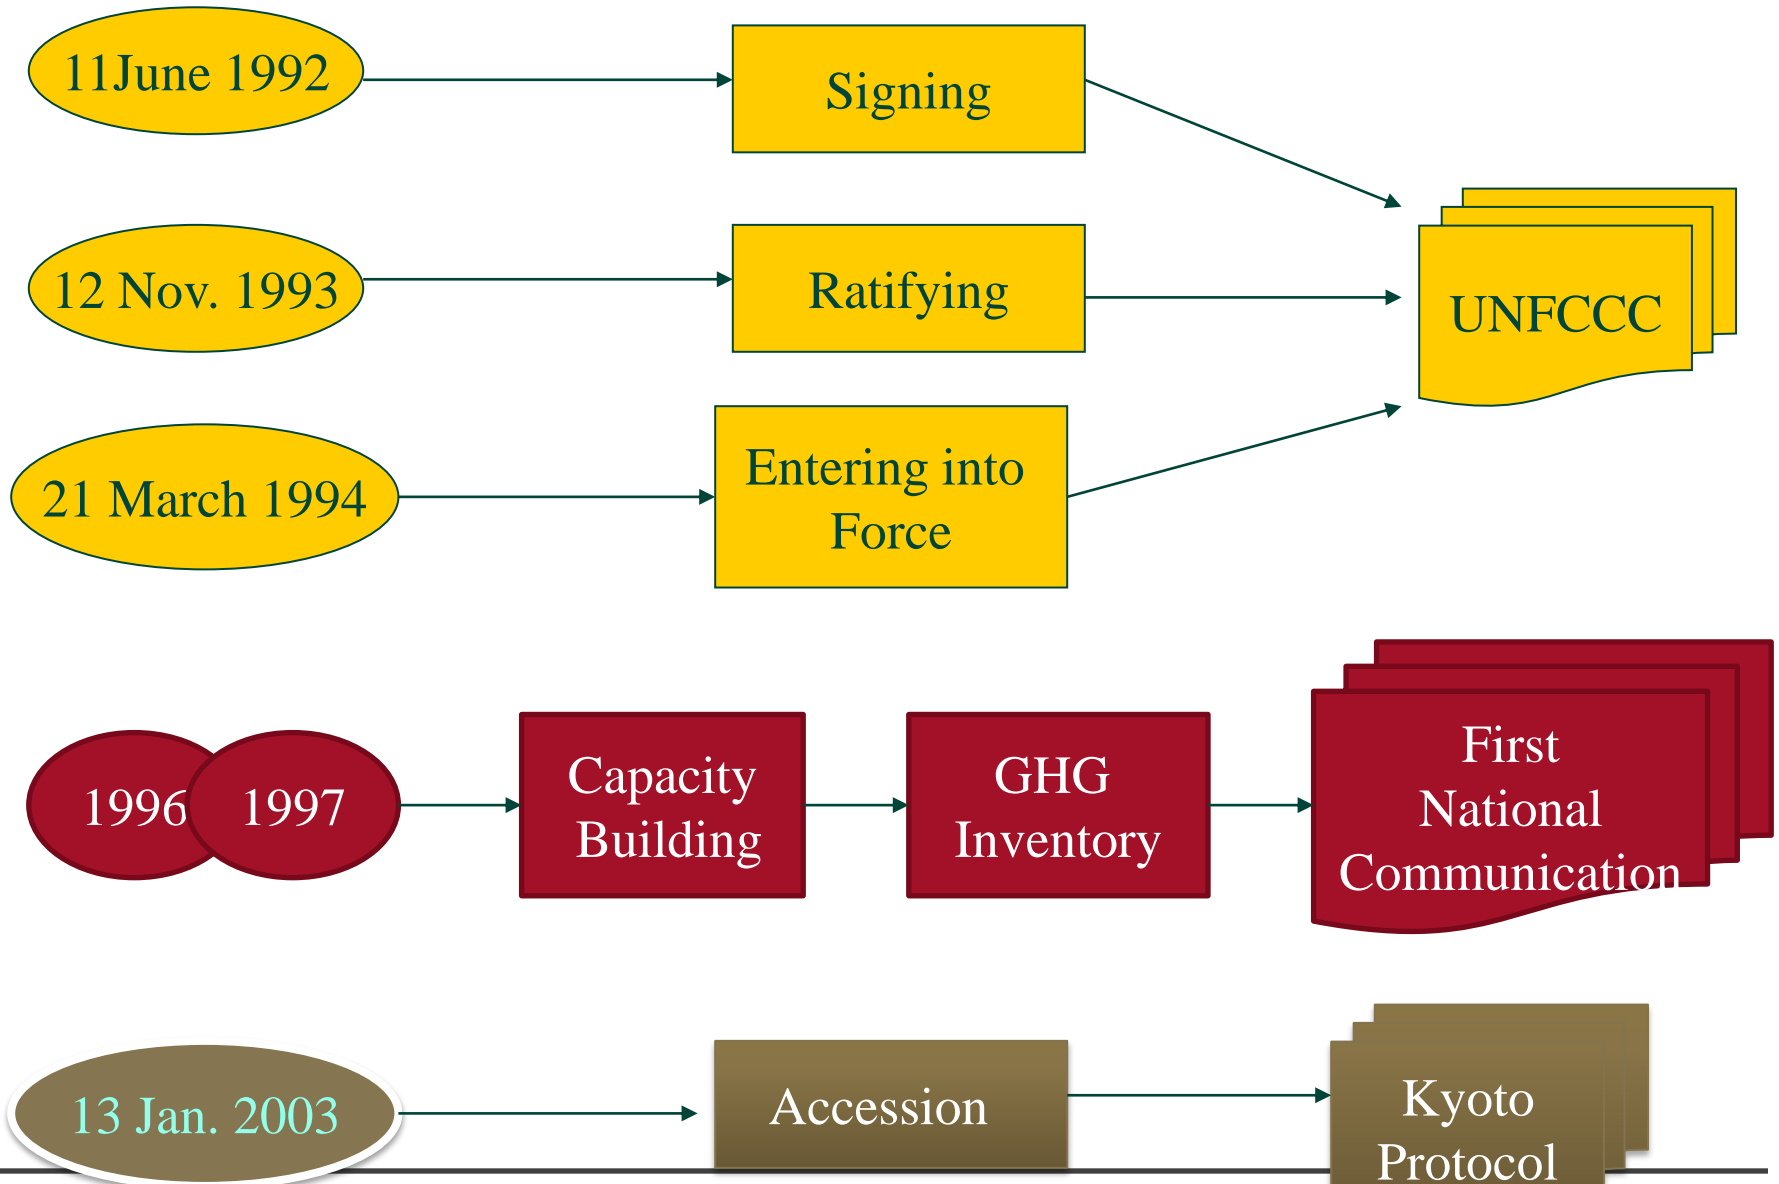 11June 1992
Signing
12 Nov. 1993
Ratifying
UNFCCC
21 March 1994
Entering into
Force
1996
1997
Capacity
Building
GHG
Inventory
First
National
Communication
13 Jan. 2003
Accession
Kyoto
Protocol